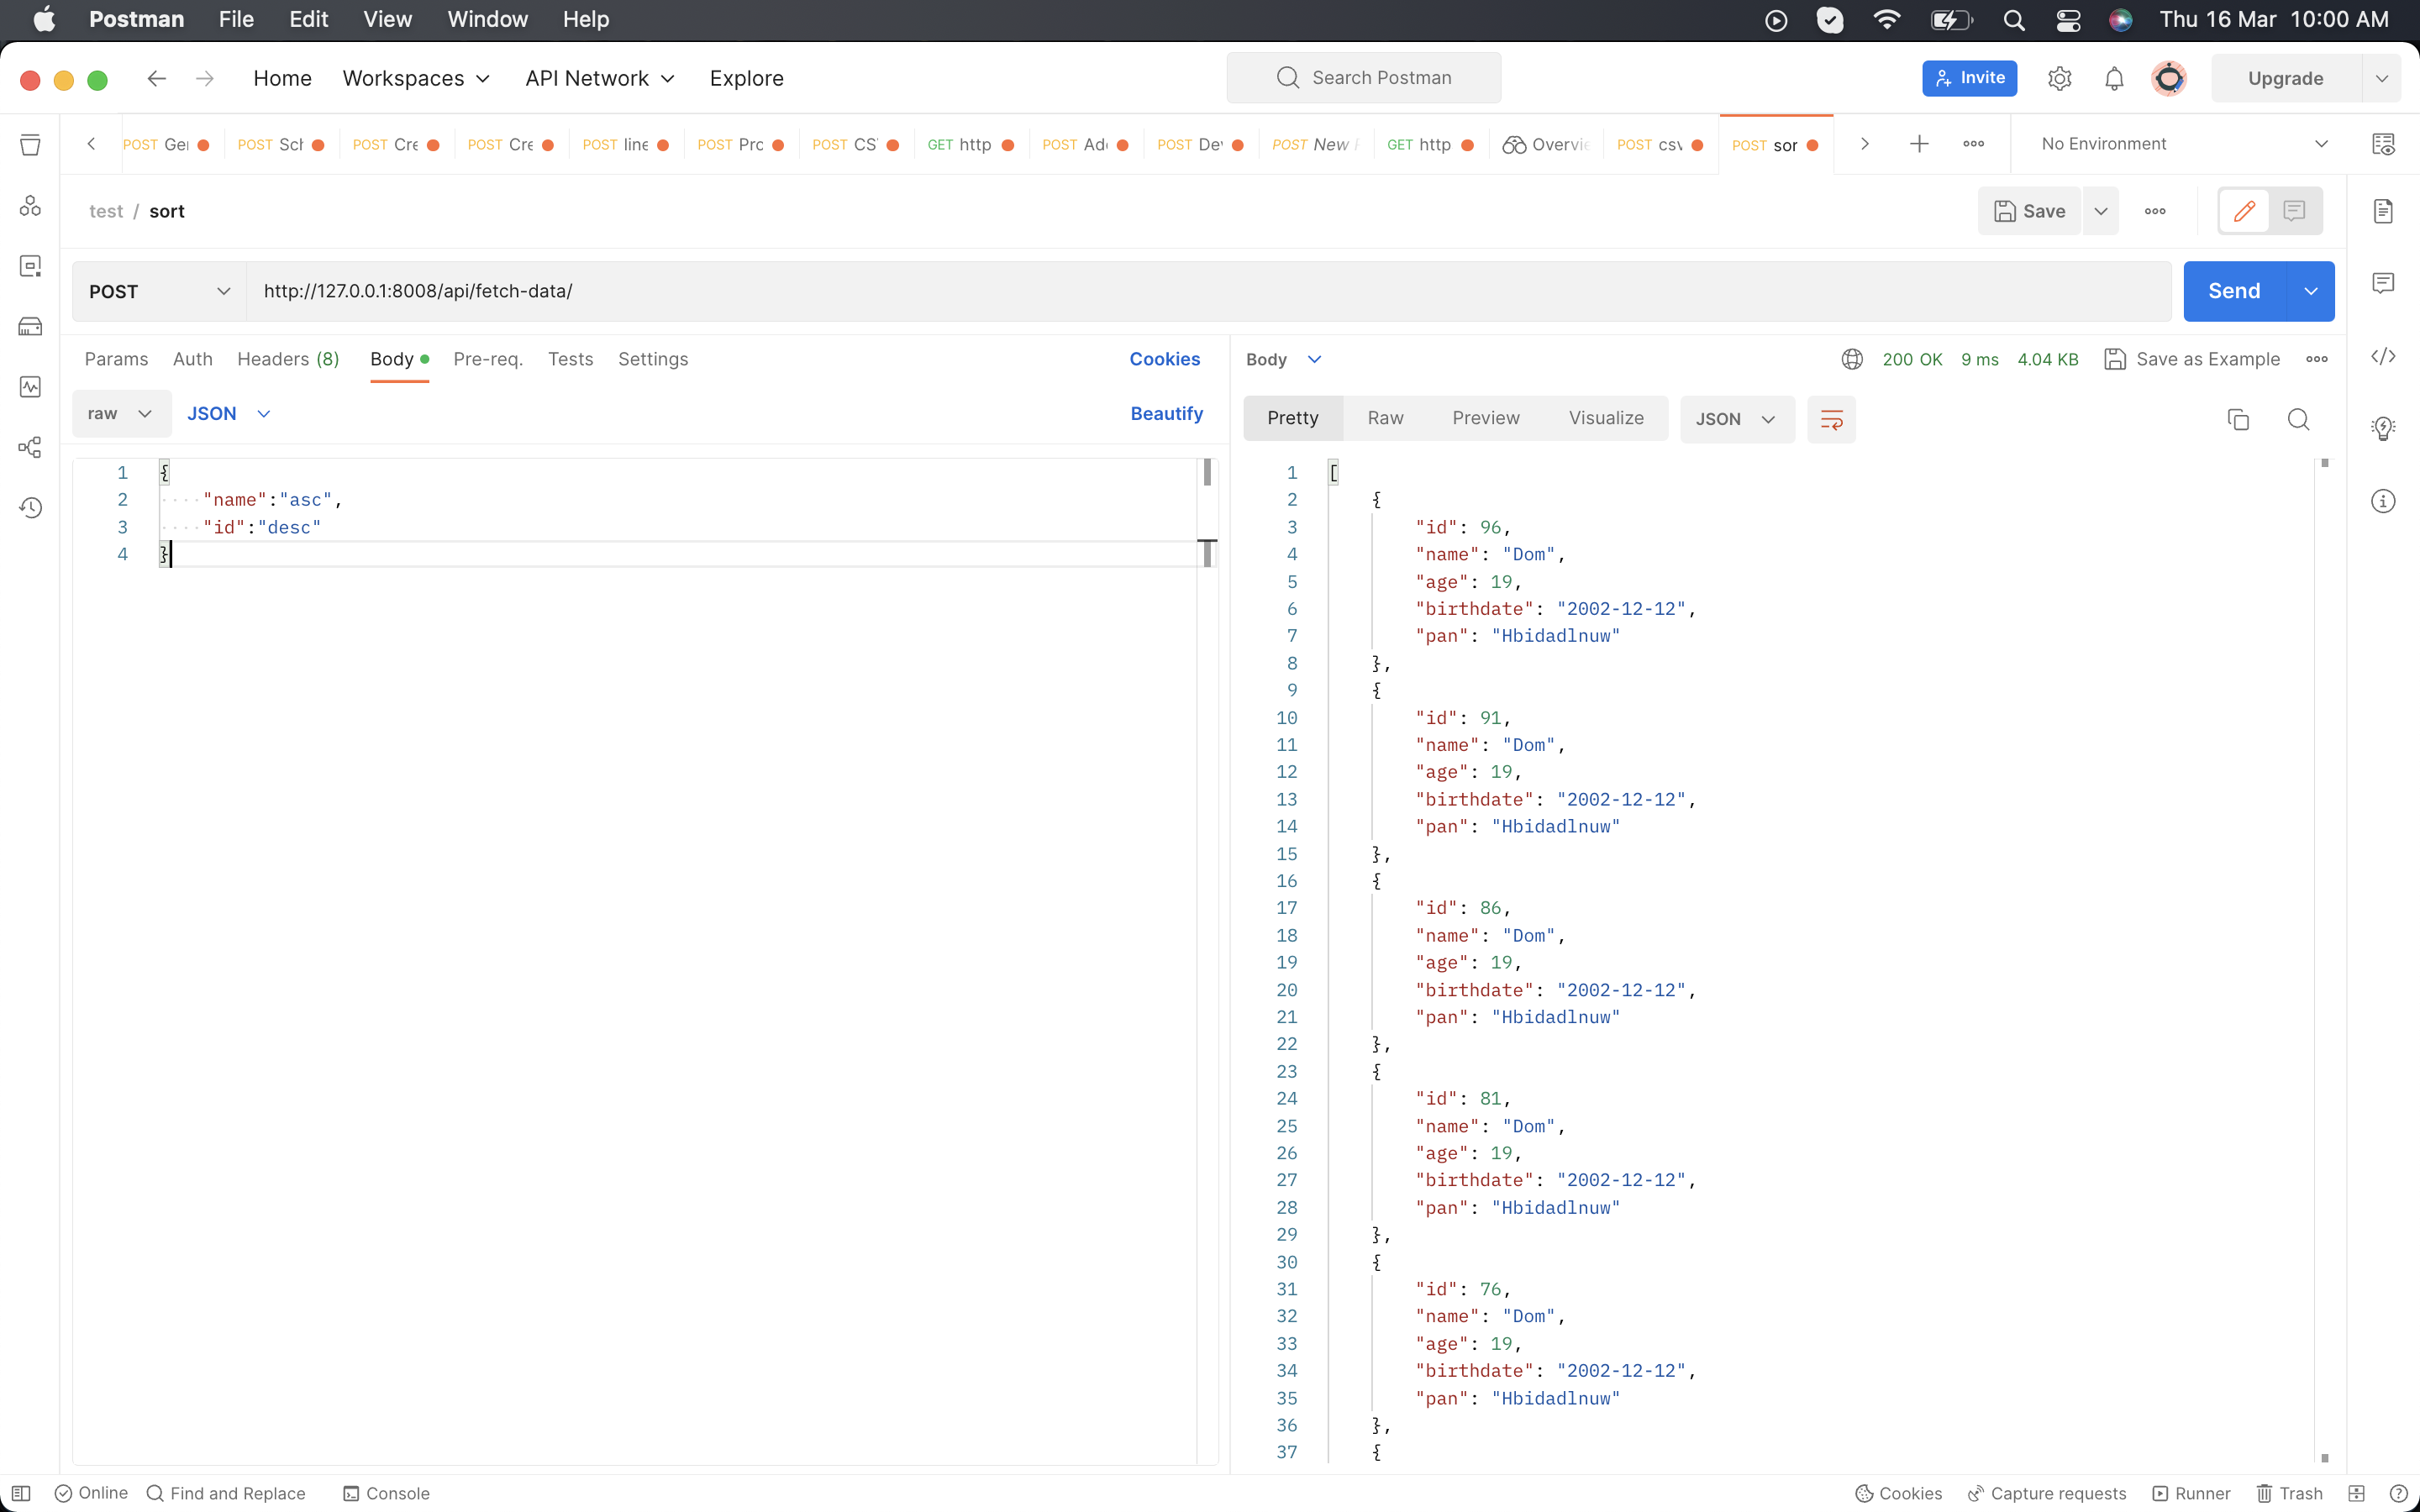 Postman File Edit View Window Help Thu 16 Mar 10:00 AM
Home Workspaces API Network Explore Search Postman Invite Upgrade
POST Ge POST Sch POST Cre POST Cre POST line POST Prc POST CS GET http POST Ad POST De POST New GET http Overvie POST csv POST sor No Environment
test / sort Save
POST http://127.0.0.1:8008/api/fetch-data/ Send
Params Auth Headers (8) Body Pre-req. Tests Settings Cookies
raw JSON Beautify
1 {
2 "name":"asc",
3 "id":"desc"
4 }
Body 200 OK 9 ms 4.04 KB Save as Example
Pretty Raw Preview Visualize JSON
1 [
2 {
3 "id": 96,
4 "name": "Dom",
5 "age": 19,
6 "birthdate": "2002-12-12",
7 "pan": "Hbidadlnuw"
8 },
9 {
10 "id": 91,
11 "name": "Dom",
12 "age": 19,
13 "birthdate": "2002-12-12",
14 "pan": "Hbidadlnuw"
15 },
16 {
17 "id": 86,
18 "name": "Dom",
19 "age": 19,
20 "birthdate": "2002-12-12",
21 "pan": "Hbidadlnuw"
22 },
23 {
24 "id": 81,
25 "name": "Dom",
26 "age": 19,
27 "birthdate": "2002-12-12",
28 "pan": "Hbidadlnuw"
29 },
30 {
31 "id": 76,
32 "name": "Dom",
33 "age": 19,
34 "birthdate": "2002-12-12",
35 "pan": "Hbidadlnuw"
36 },
37 {
Online Find and Replace Console Cookies Capture requests Runner Trash